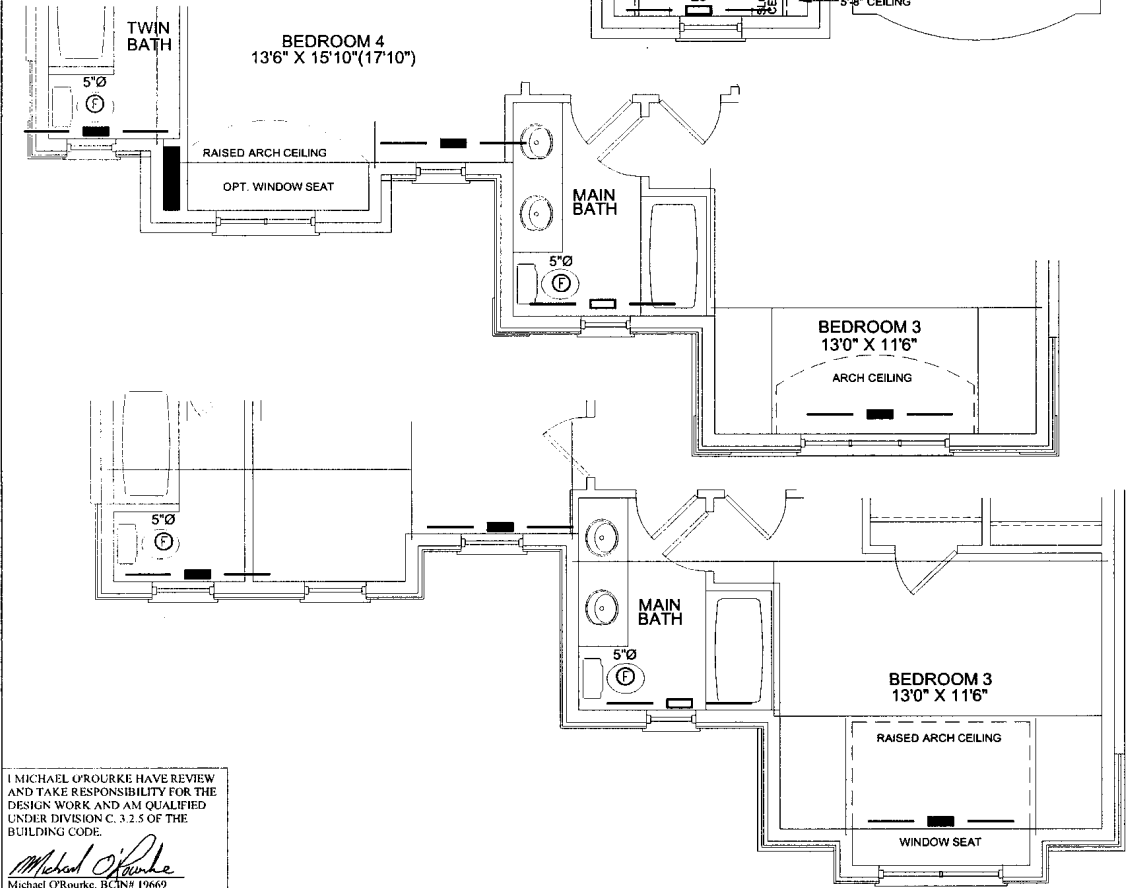 5'-8" CEILING
TWIN
BATH
BEDROOM 4
13'6" X 15'10"(17'10")
5"Ø
F
RAISED ARCH CEILING
OPT. WINDOW SEAT
MAIN
BATH
5"Ø
F
BEDROOM 3
13'0" X 11'6"
ARCH CEILING
5"Ø
F
MAIN
BATH
5"Ø
F
BEDROOM 3
13'0" X 11'6"
RAISED ARCH CEILING
WINDOW SEAT
I MICHAEL O'ROURKE HAVE REVIEW
AND TAKE RESPONSIBILITY FOR THE
DESIGN WORK AND AM QUALIFIED
UNDER DIVISION C, 3.2.5 OF THE
BUILDING CODE.
Michael O'Rourke
Michael O'Rourke, BCIN# 19669